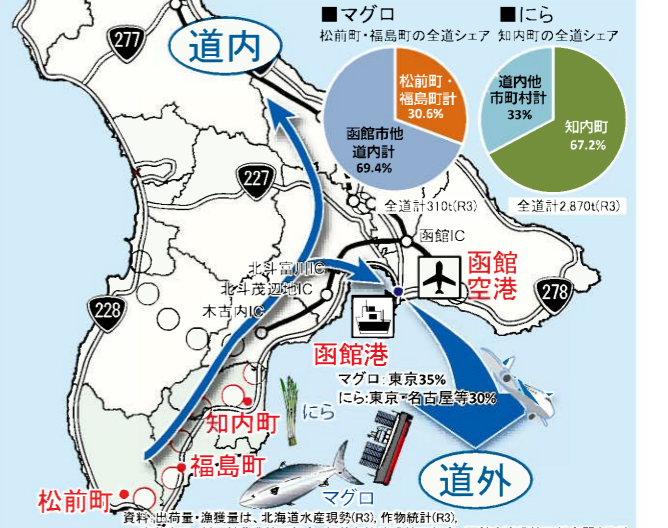 ■マグロ
松前町・福島町の全道シェア
松前町・
福島町計
30.6%
函館市他
道内計
69.4%
全道計310t(R3)
■にら
知内町の全道シェア
道内他
市町村計
33%
知内町
67.2%
全道計2,870t(R3)
道内
277
227
228
278
函館IC
北斗富川IC
北斗茂辺地IC
木古内IC
函館
空港
函館港
マグロ：東京35%
にら:東京・名古屋等30%
にら
知内町
福島町
松前町
マグロ
道外
資料:出荷量・漁獲量は、北海道水産現勢(R3), 作物統計(R3),